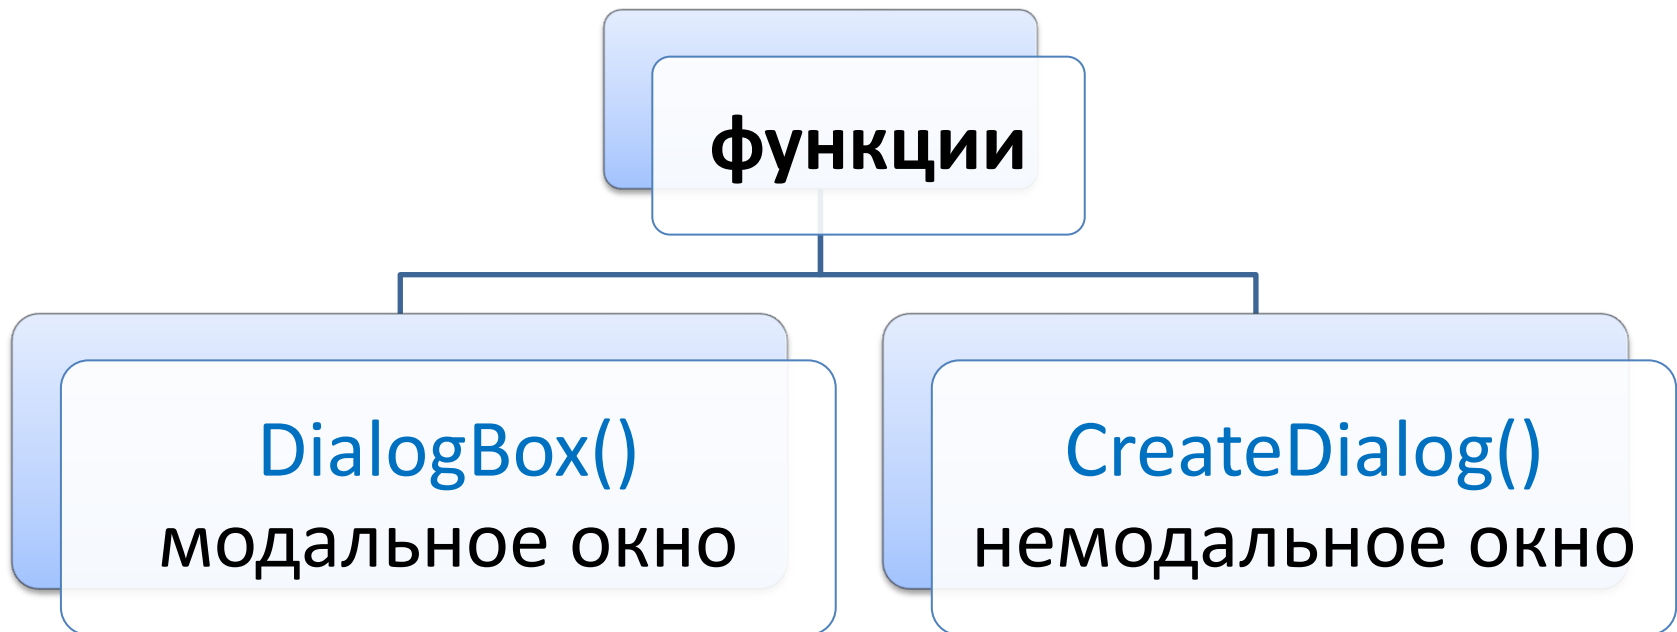 функции
DialogBox()
модальное окно
CreateDialog()
немодальное окно